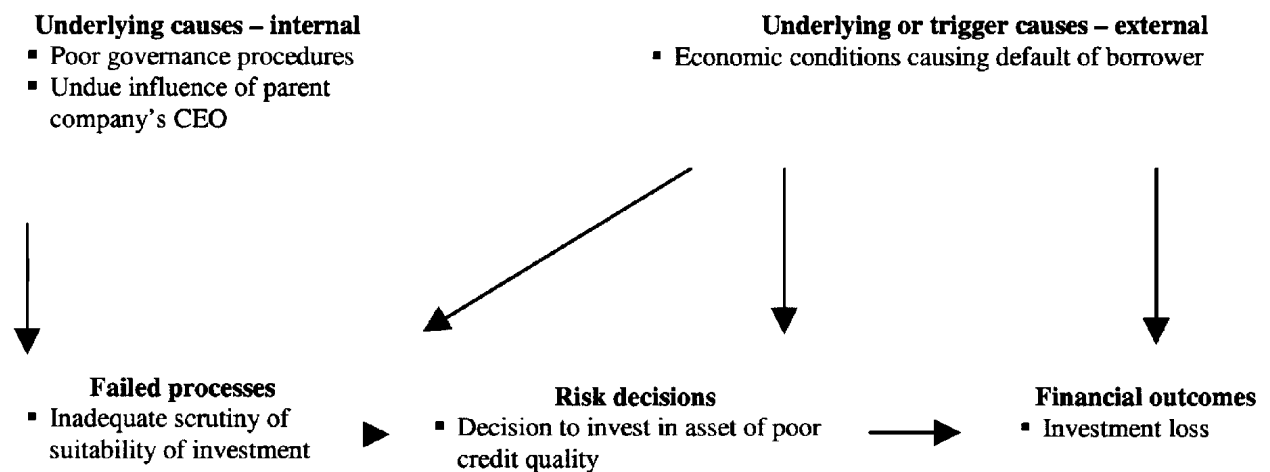 Underlying causes – internal
▪ Poor governance procedures
▪ Undue influence of parent
company's CEO
Underlying or trigger causes – external
▪ Economic conditions causing default of borrower
Failed processes
▪ Inadequate scrutiny of
suitability of investment
Risk decisions
▪ Decision to invest in asset of poor
credit quality
Financial outcomes
▪ Investment loss